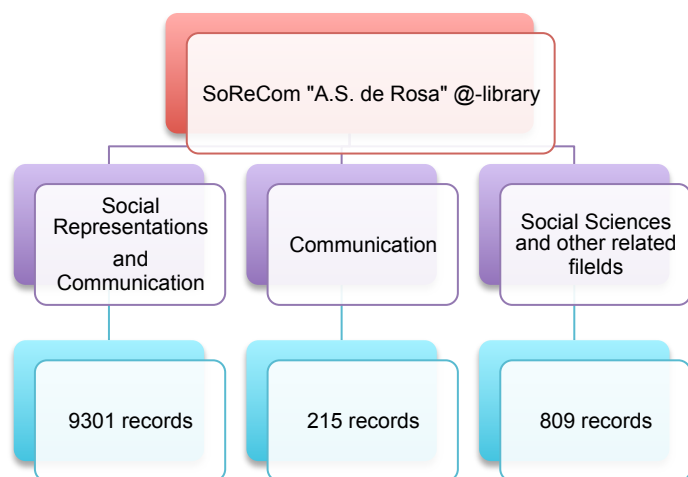 SoReCom "A.S. de Rosa" @-library
Social
Representations
and
Communication
Communication
Social Sciences
and other related
filelds
9301 records
215 records
809 records